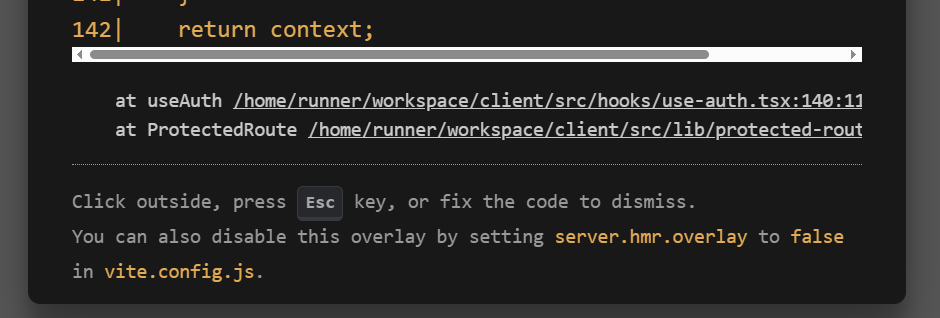 142|    return context;
at useAuth /home/runner/workspace/client/src/hooks/use-auth.tsx:140:11
at ProtectedRoute /home/runner/workspace/client/src/lib/protected-rout
Click outside, press Esc key, or fix the code to dismiss.
You can also disable this overlay by setting server.hmr.overlay to false
in vite.config.js.